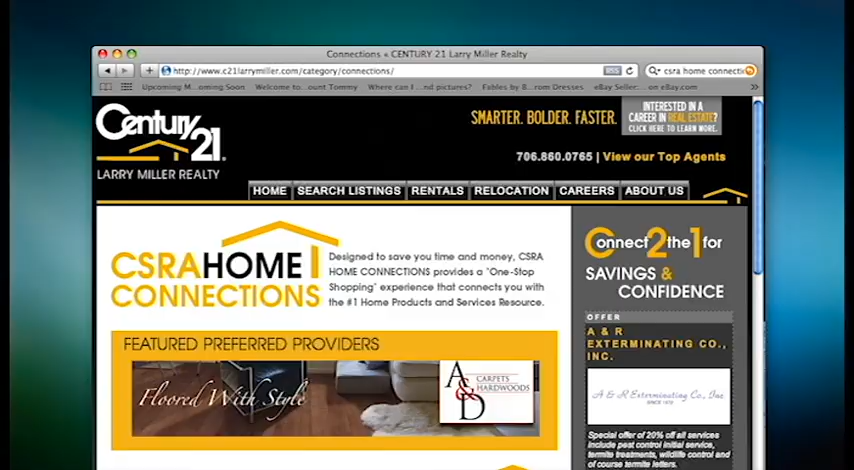 Connections « CENTURY 21 Larry Miller Realty
http://www.c21larrymiller.com/category/connections/
RSS
csra home connecti
Upcoming M...oming Soon
Welcome to...ount Tommy
Where can I ...nd pictures?
Fables by B...rom Dresses
eBay Seller:... on eBay.com
Century 21
LARRY MILLER REALTY
SMARTER. BOLDER. FASTER.
INTERESTED IN A
CAREER IN REAL ESTATE?
CLICK HERE TO LEARN MORE.
706.860.0765 | View our Top Agents
HOME
SEARCH LISTINGS
RENTALS
RELOCATION
CAREERS
ABOUT US
CSRAHOME
CONNECTIONS
Designed to save you time and money, CSRA
HOME CONNECTIONS provides a "One-Stop
Shopping" experience that connects you with
the #1 Home Products and Services Resource.
FEATURED PREFERRED PROVIDERS
Floored With Style
A&D
CARPETS
HARDWOODS
Connect2the1for
SAVINGS &
CONFIDENCE
OFFER
A & R
EXTERMINATING CO.,
INC.
A & R Exterminating Co., Inc
Special offer of 20% off all services
include pest control initial service,
termite treatments, wildlife control and
of course termite letters.